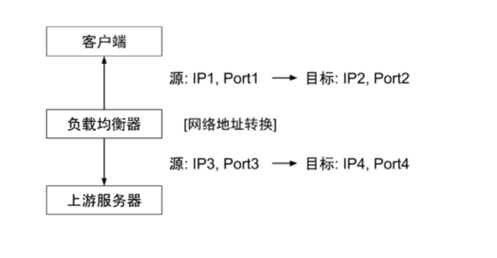 客户端
源: IP1, Port1 → 目标: IP2, Port2
负载均衡器 [网络地址转换]
源: IP3, Port3 → 目标: IP4, Port4
上游服务器